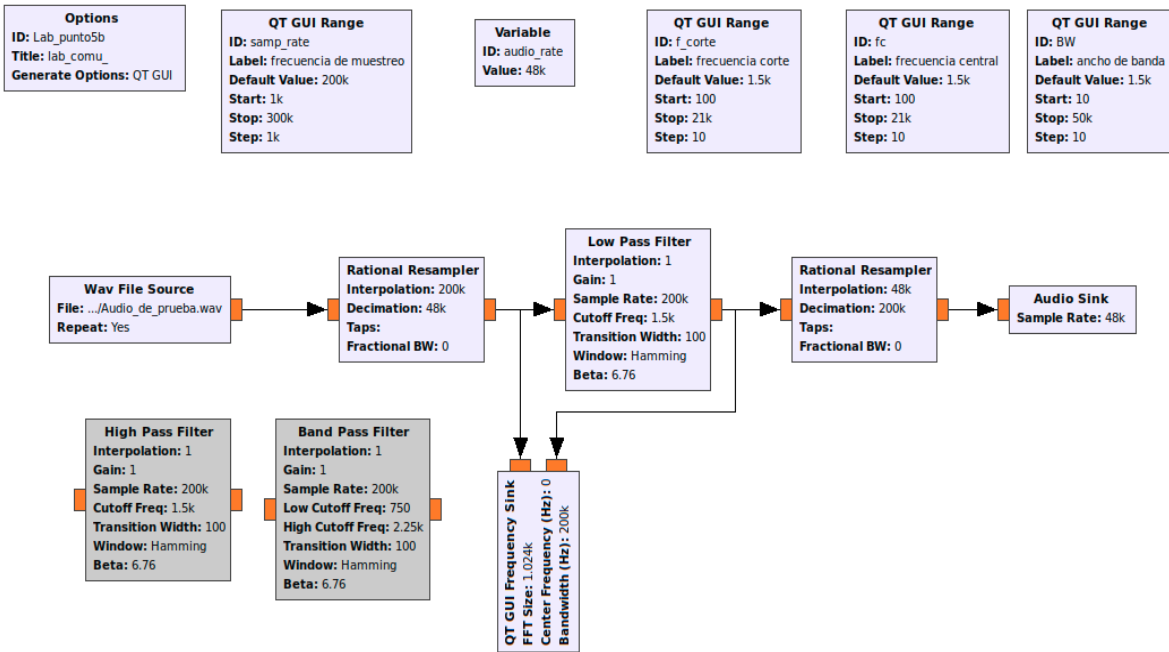 Options
ID: Lab_punto5b
Title: lab_comu_
Generate Options: QT GUI
QT GUI Range
ID: samp_rate
Label: frecuencia de muestreo
Default Value: 200k
Start: 1k
Stop: 300k
Step: 1k
Variable
ID: audio_rate
Value: 48k
QT GUI Range
ID: f_corte
Label: frecuencia corte
Default Value: 1.5k
Start: 100
Stop: 21k
Step: 10
QT GUI Range
ID: fc
Label: frecuencia central
Default Value: 1.5k
Start: 100
Stop: 21k
Step: 10
QT GUI Range
ID: BW
Label: ancho de banda
Default Value: 1.5k
Start: 10
Stop: 50k
Step: 10
Wav File Source
File: .../Audio_de_prueba.wav
Repeat: Yes
Rational Resampler
Interpolation: 200k
Decimation: 48k
Taps:
Fractional BW: 0
Low Pass Filter
Interpolation: 1
Gain: 1
Sample Rate: 200k
Cutoff Freq: 1.5k
Transition Width: 100
Window: Hamming
Beta: 6.76
Rational Resampler
Interpolation: 48k
Decimation: 200k
Taps:
Fractional BW: 0
Audio Sink
Sample Rate: 48k
High Pass Filter
Interpolation: 1
Gain: 1
Sample Rate: 200k
Cutoff Freq: 1.5k
Transition Width: 100
Window: Hamming
Beta: 6.76
Band Pass Filter
Interpolation: 1
Gain: 1
Sample Rate: 200k
Low Cutoff Freq: 750
High Cutoff Freq: 2.25k
Transition Width: 100
Window: Hamming
Beta: 6.76
QT GUI Frequency Sink
FFT Size: 1.024k
Center Frequency (Hz): 0
Bandwidth (Hz): 200k